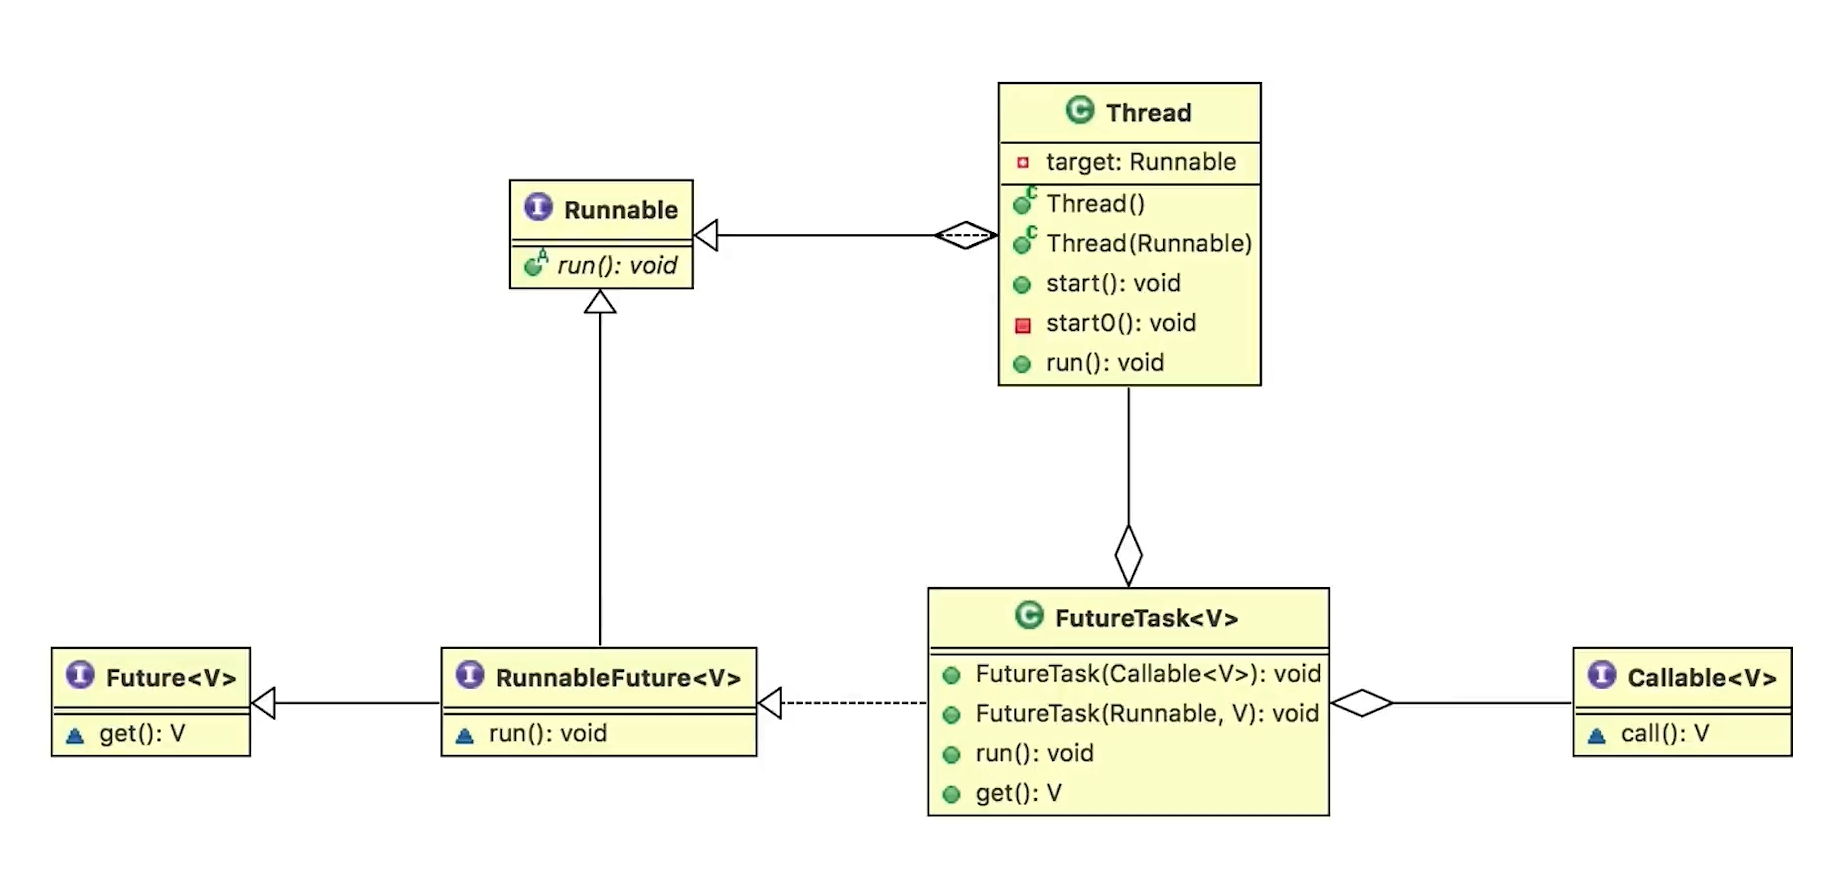 C Thread
target: Runnable
C Thread()
C Thread(Runnable)
start(): void
start0(): void
run(): void
I Runnable
A run(): void
I Future<V>
get(): V
I RunnableFuture<V>
run(): void
C FutureTask<V>
FutureTask(Callable<V>): void
FutureTask(Runnable, V): void
run(): void
get(): V
I Callable<V>
call(): V